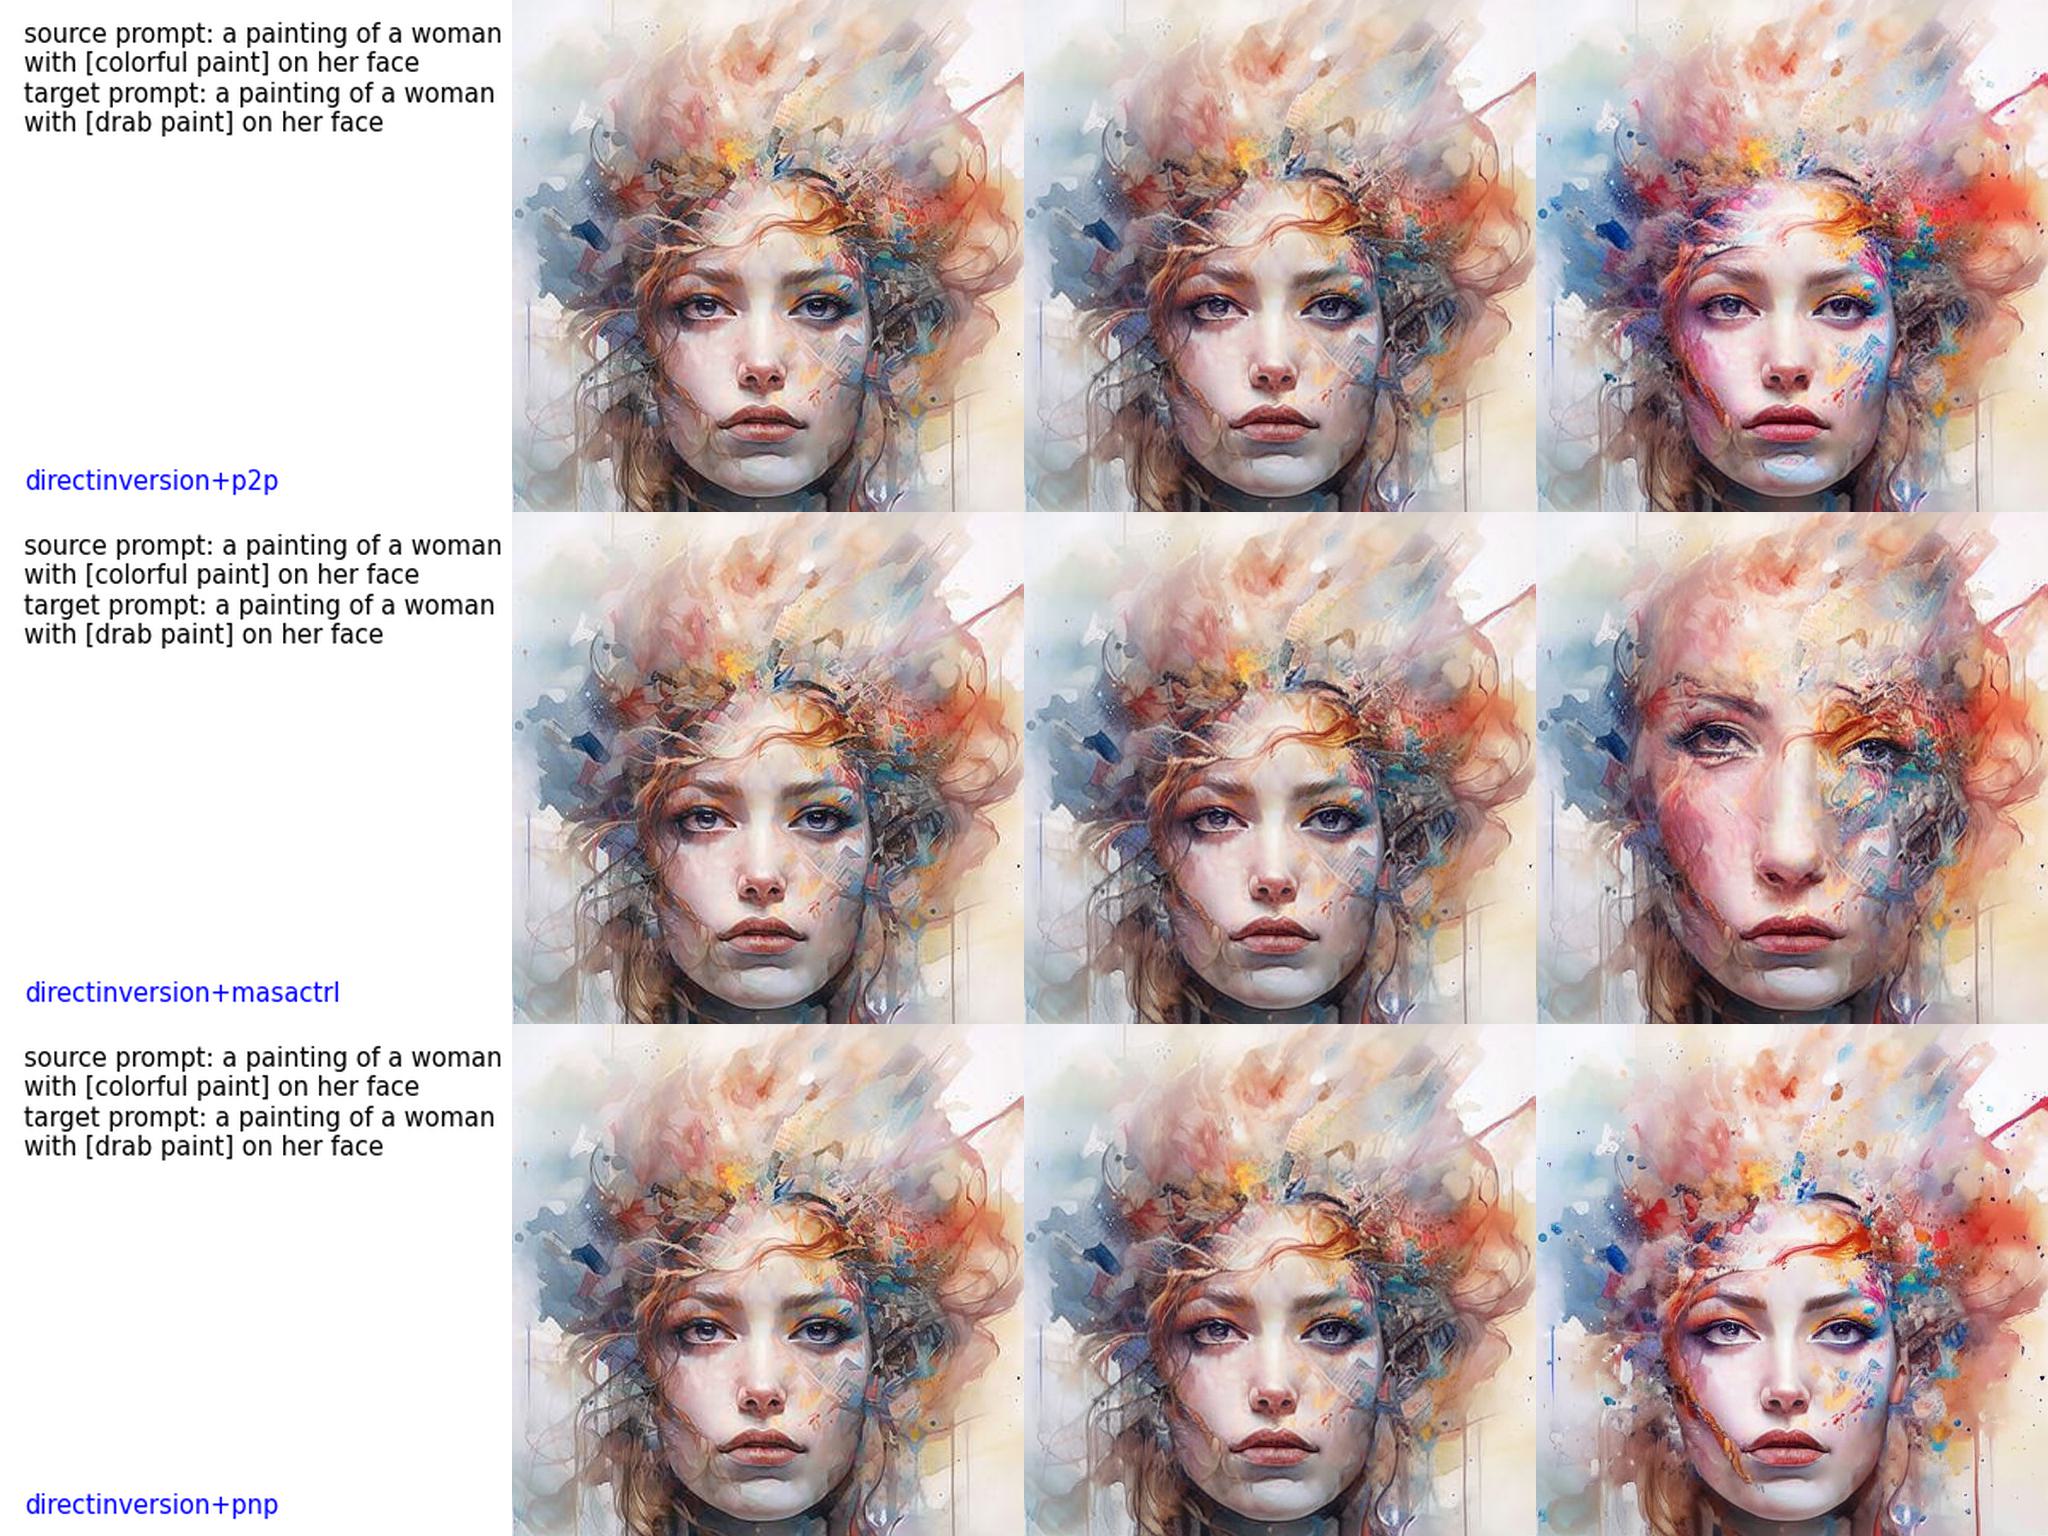 source prompt: a painting of a woman
with [colorful paint] on her face
target prompt: a painting of a woman
with [drab paint] on her face
directinversion+p2p
source prompt: a painting of a woman
with [colorful paint] on her face
target prompt: a painting of a woman
with [drab paint] on her face
directinversion+masactrl
source prompt: a painting of a woman
with [colorful paint] on her face
target prompt: a painting of a woman
with [drab paint] on her face
directinversion+pnp